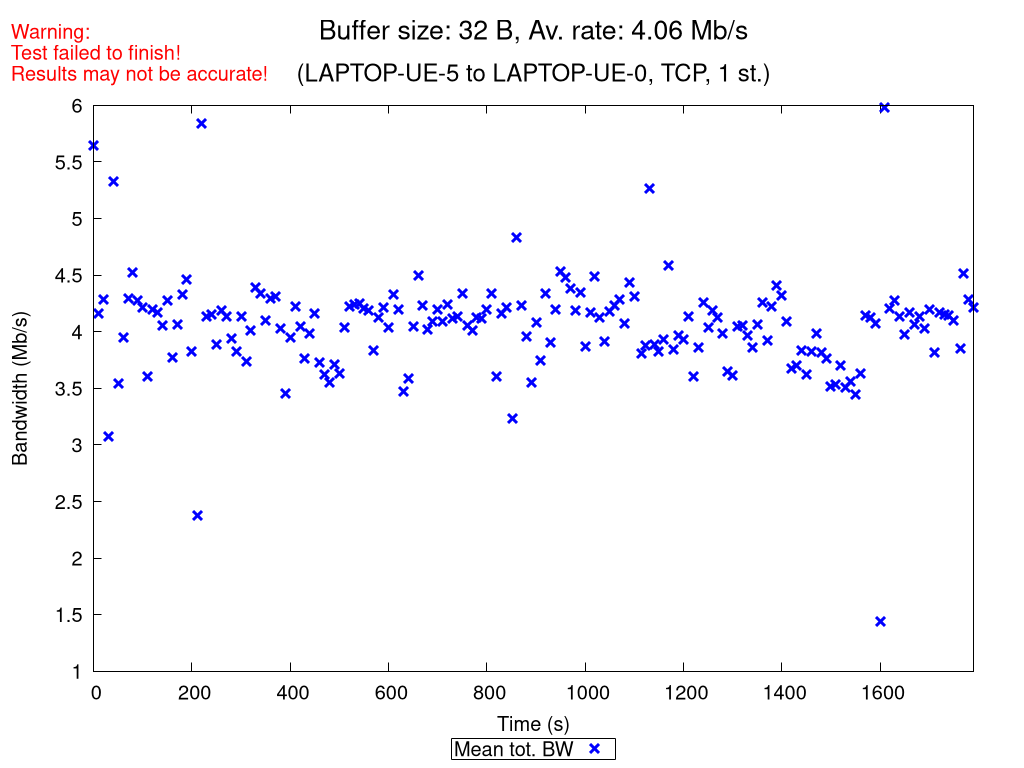 Warning:
Test failed to finish!
Results may not be accurate!
Buffer size: 32 B, Av. rate: 4.06 Mb/s
(LAPTOP-UE-5 to LAPTOP-UE-0, TCP, 1 st.)
6
5.5
5
4.5
4
3.5
3
2.5
2
1.5
1
Bandwidth (Mb/s)
0 200 400 600 800 1000 1200 1400 1600
Time (s)
Mean tot. BW